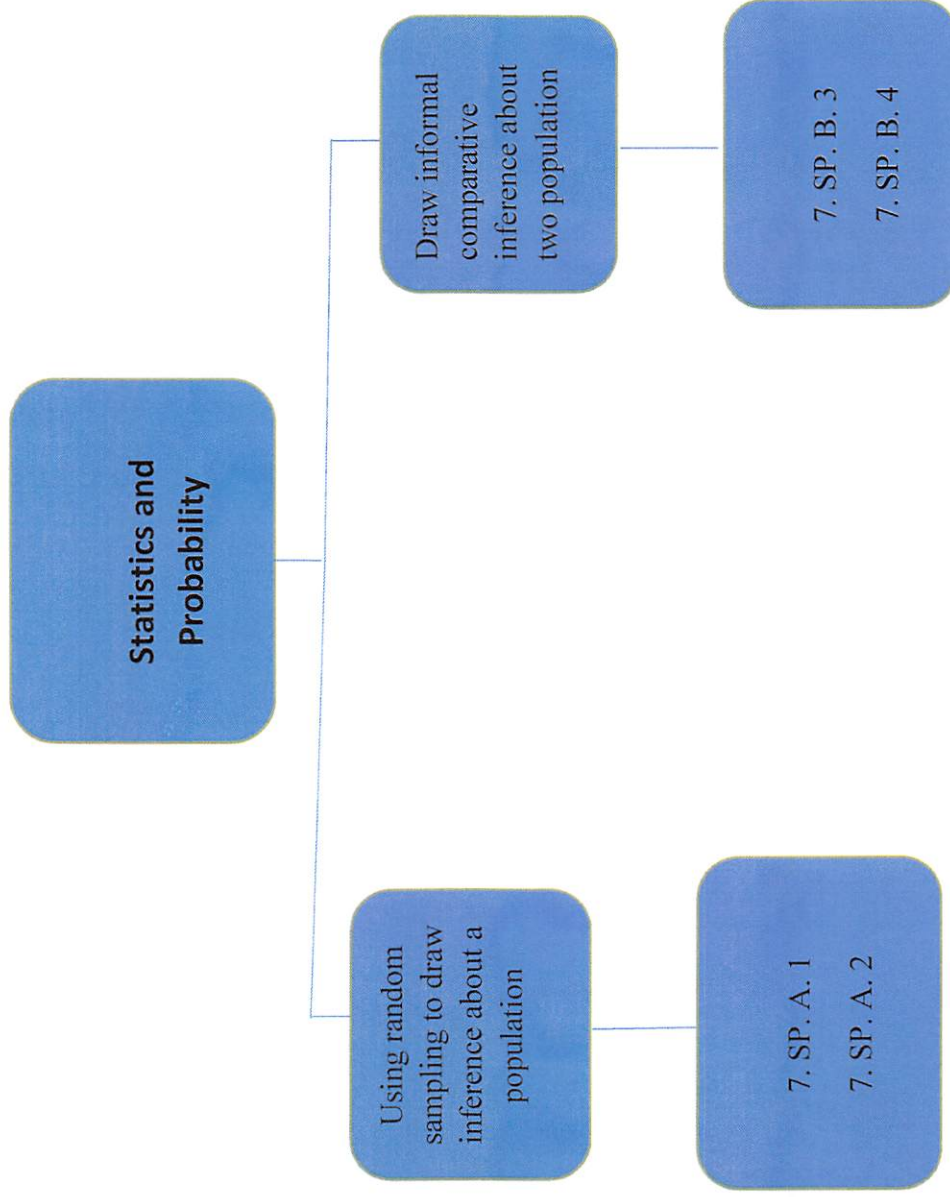 Statistics and
Probability
Using random
sampling to draw
inference about a
population
Draw informal
comparative
inference about
two population
7. SP. A. 1
7. SP. A. 2
7. SP. B. 3
7. SP. B. 4